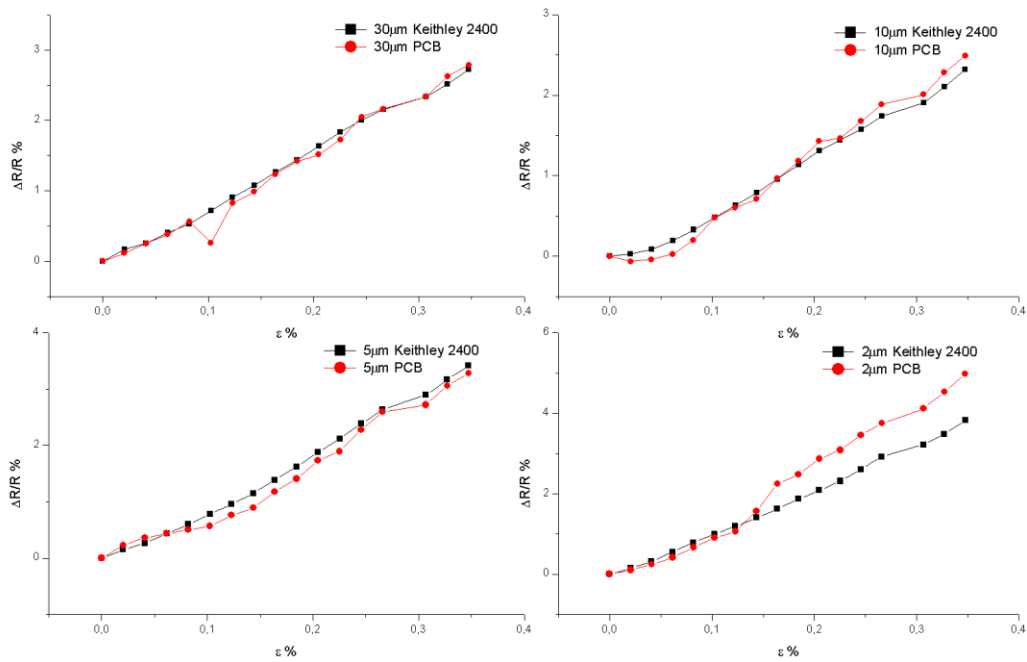 30μm Keithley 2400
30μm PCB
3
2
1
0
ΔR/R %
0,0 0,1 0,2 0,3 0,4
ε %
10μm Keithley 2400
10μm PCB
3
2
1
0
ΔR/R %
0,0 0,1 0,2 0,3 0,4
ε %
5μm Keithley 2400
5μm PCB
4
2
0
ΔR/R %
0,0 0,1 0,2 0,3 0,4
ε %
2μm Keithley 2400
2μm PCB
6
4
2
0
ΔR/R %
0,0 0,1 0,2 0,3 0,4
ε %